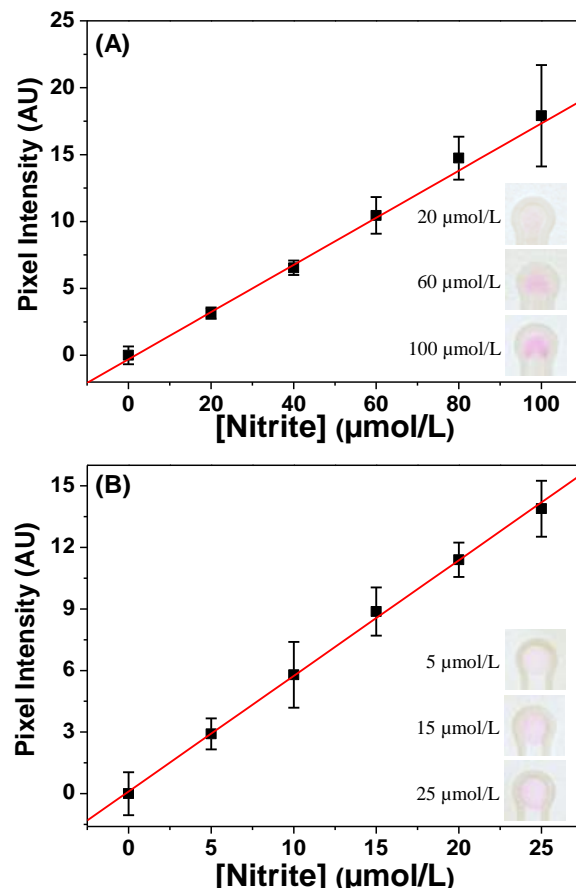 (A)
Pixel Intensity (AU)
25
20
15
10
5
0
20 µmol/L
60 µmol/L
100 µmol/L
0 20 40 60 80 100
[Nitrite] (µmol/L)
(B)
Pixel Intensity (AU)
15
12
9
6
3
0
5 µmol/L
15 µmol/L
25 µmol/L
0 5 10 15 20 25
[Nitrite] (µmol/L)